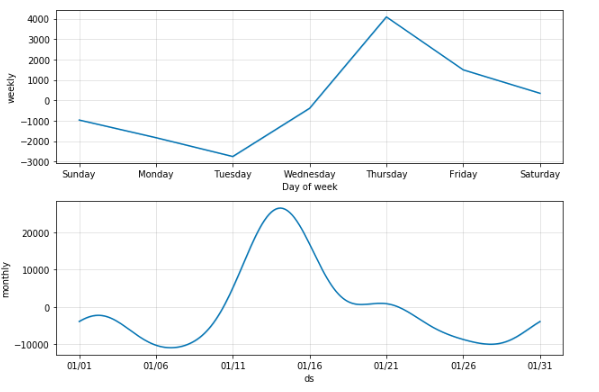 4000
3000
2000
1000
0
−1000
−2000
−3000
weekly
Sunday Monday Tuesday Wednesday Thursday Friday Saturday
Day of week
20000
10000
0
−10000
monthly
01/01 01/06 01/11 01/16 01/21 01/26 01/31
ds